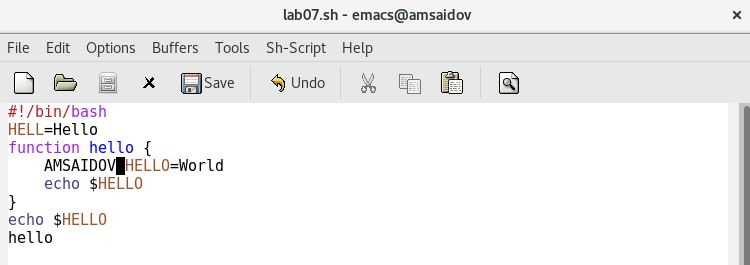 lab07.sh - emacs@amsaidov
File Edit Options Buffers Tools Sh-Script Help
Save Undo
#!/bin/bash
HELL=Hello
function hello {
    AMSAIDOV HELLO=World
    echo $HELLO
}
echo $HELLO
hello